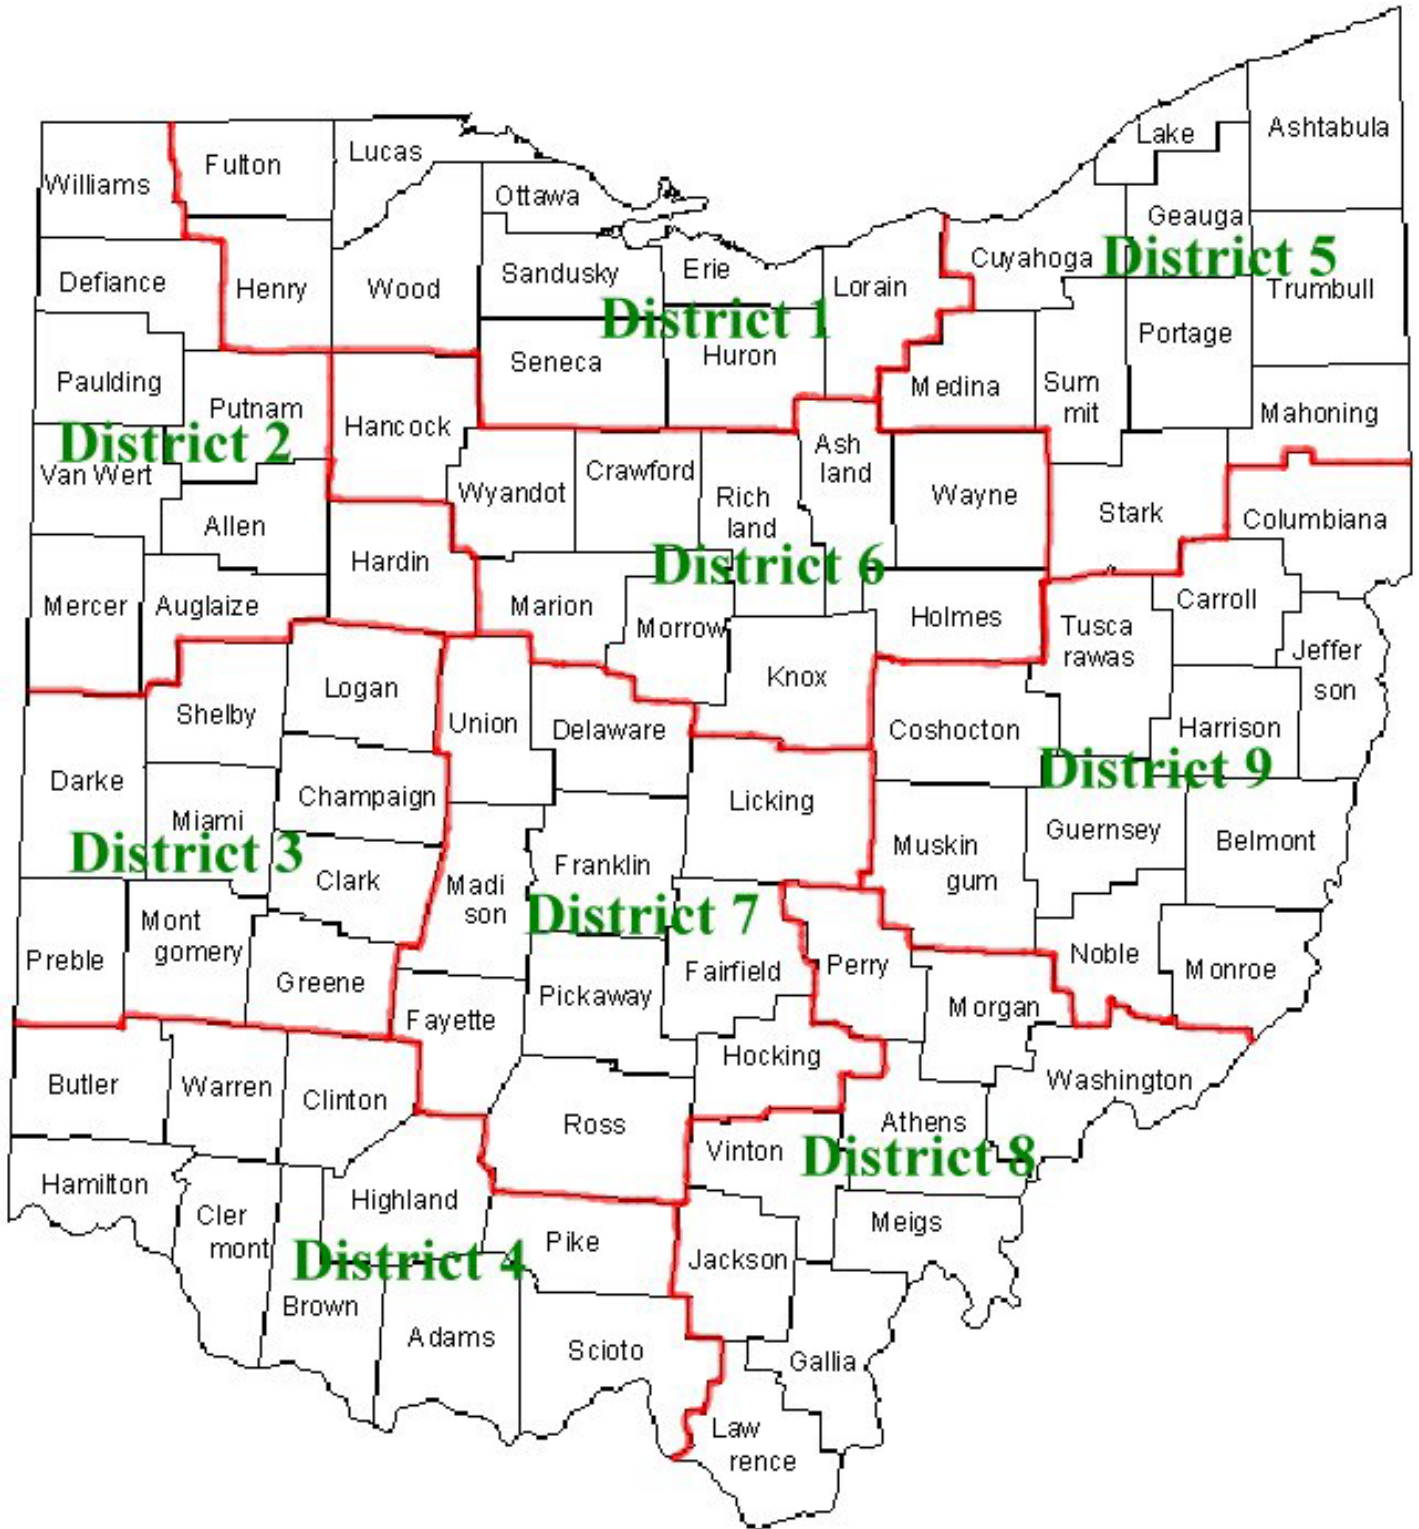 Lake
Ashtabula
Lucas
Fulton
Williams
Ottawa
Geauga
Cuyahoga
District 5
Erie
Sandusky
Defiance
Henry
Wood
Lorain
Trumbull
District 1
Portage
Huron
Seneca
Paulding
Medina
Sum
mit
Putnam
Mahoning
Hancock
District 2
Ash
land
Van Wert
Crawford
Wyandot
Rich
land
Wayne
Stark
Columbiana
Allen
Hardin
District 6
Mercer
Auglaize
Marion
Morrow
Holmes
Carroll
Tusca
rawas
Jeffer
son
Knox
Logan
Shelby
Union
Delaware
Coshocton
Harrison
District 9
Darke
Champaign
Licking
Miami
Guernsey
Belmont
District 3
Muskin
gum
Franklin
Clark
Madi
son
District 7
Mont
gomery
Preble
Greene
Fairfield
Perry
Noble
Monroe
Pickaway
Morgan
Fayette
Hocking
Butler
Warren
Clinton
Washington
Ross
Athens
Vinton
District 8
Hamilton
Highland
Cler
mont
Meigs
Pike
Jackson
District 4
Brown
Adams
Scioto
Gallia
Law
rence